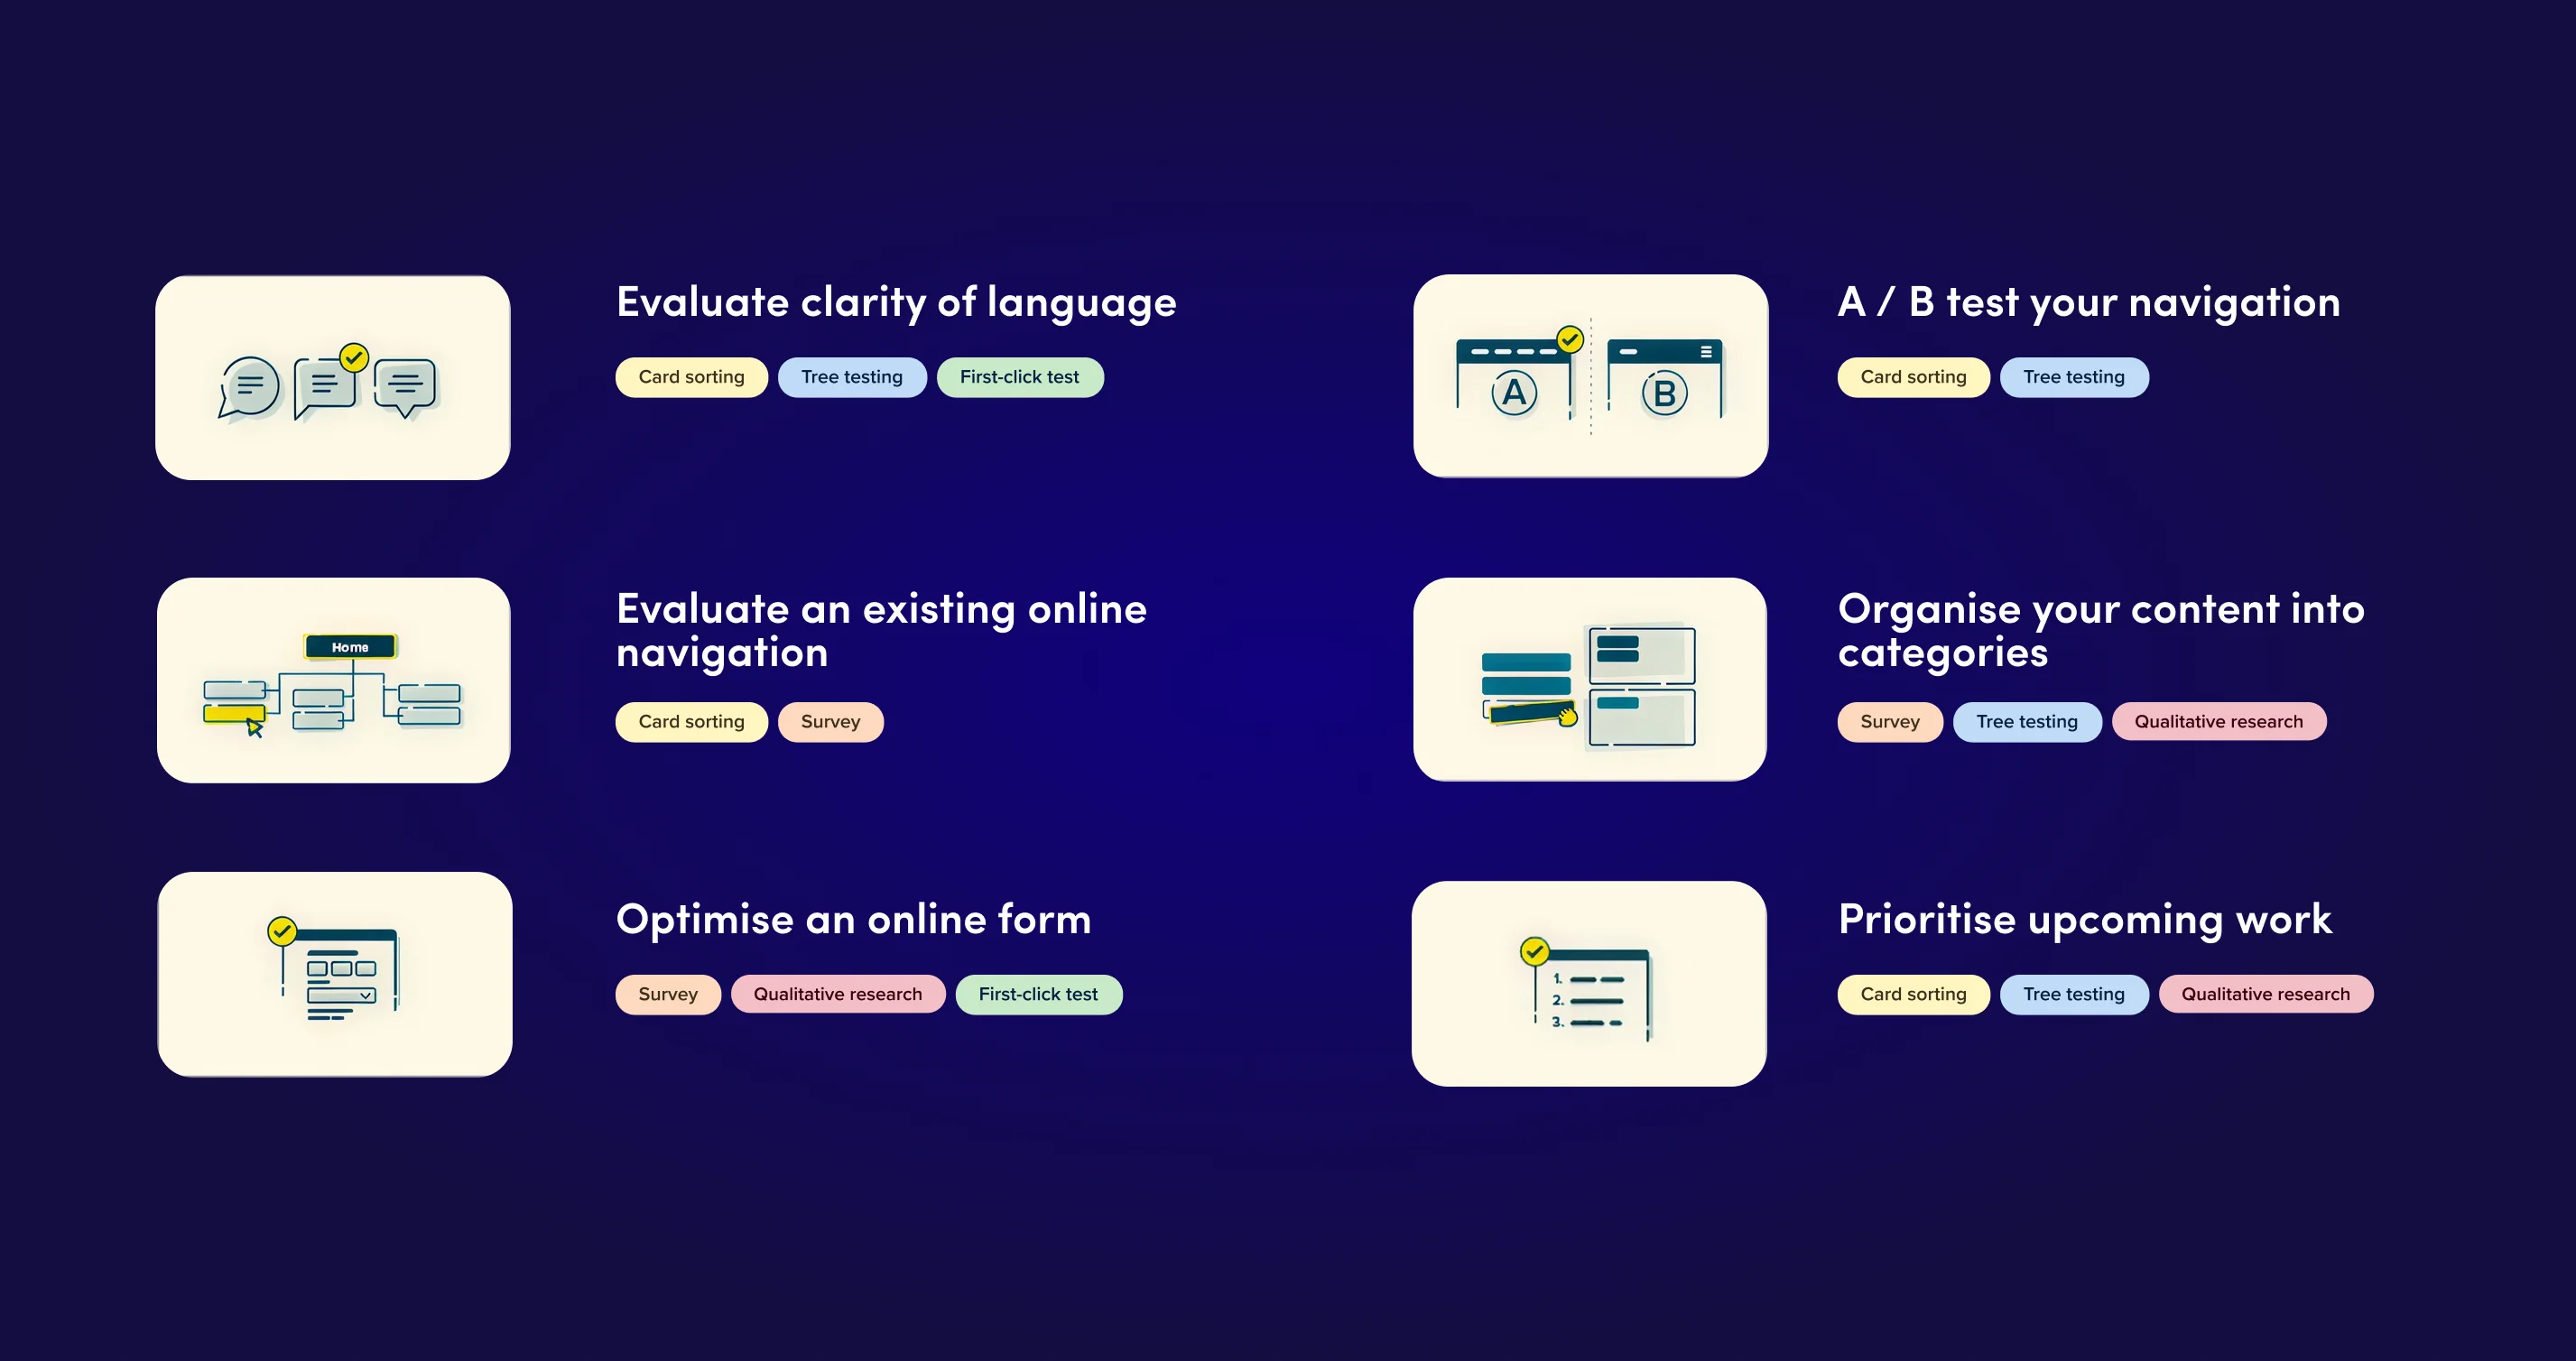 Evaluate clarity of language
Card sorting
Tree testing
First-click test
A / B test your navigation
Card sorting
Tree testing
A
B
Evaluate an existing online
navigation
Card sorting
Survey
Home
Organise your content into
categories
Survey
Tree testing
Qualitative research
Optimise an online form
Survey
Qualitative research
First-click test
Prioritise upcoming work
Card sorting
Tree testing
Qualitative research
1.
2.
3.